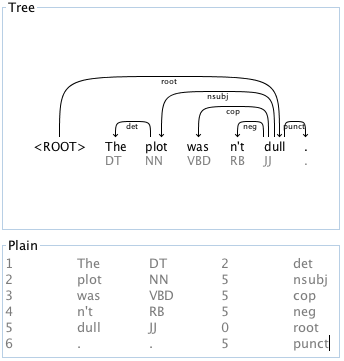 Tree
root
nsubj
cop
det neg punct
<ROOT> The plot was n't dull .
DT NN VBD RB JJ .
Plain
1 The DT 2 det
2 plot NN 5 nsubj
3 was VBD 5 cop
4 n't RB 5 neg
5 dull JJ 0 root
6 . . 5 punct